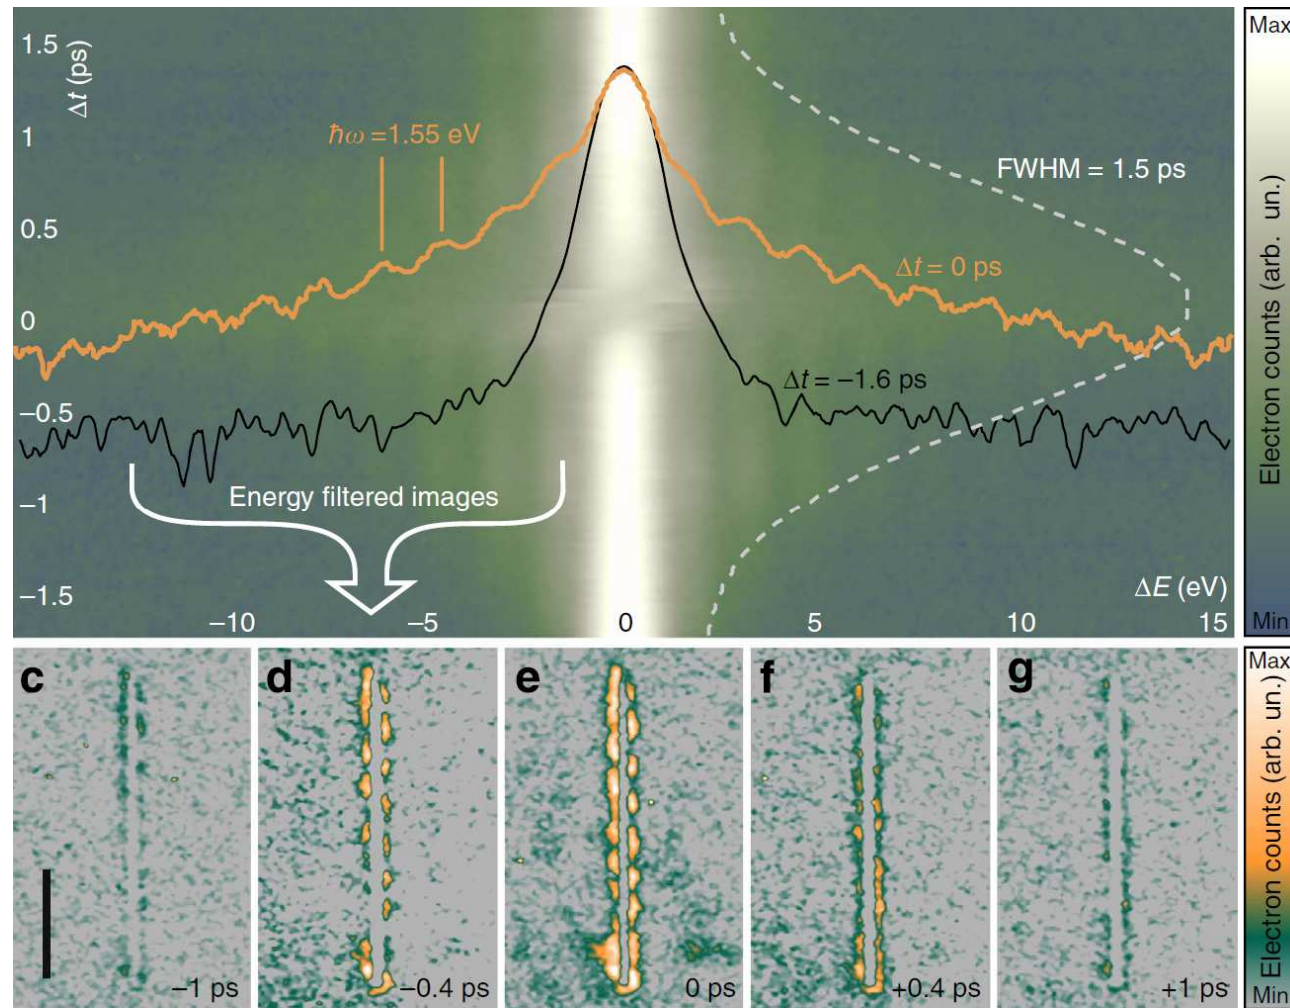 1.5
Δt (ps)
1
0.5
0
−0.5
−1
−1.5
ħω =1.55 eV
FWHM = 1.5 ps
Δt = 0 ps
Δt = −1.6 ps
Energy filtered images
ΔE (eV)
−10 −5 0 5 10 15
Max
Electron counts (arb. un.)
Min
c
−1 ps
d
−0.4 ps
e
0 ps
f
+0.4 ps
g
+1 ps
Max
Electron counts (arb. un.)
Min